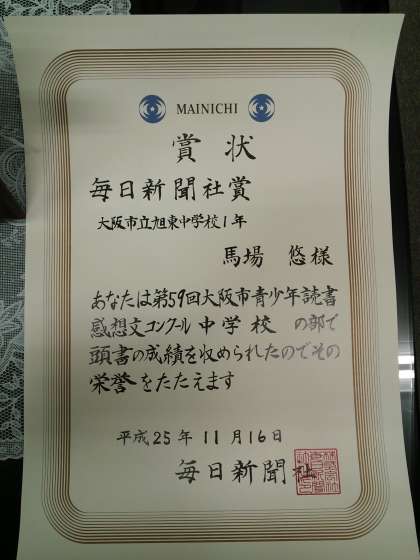 MAINICHI
賞状
毎日新聞社賞
大阪市立旭東中学校1年
馬場 悠様
あなたは第59回大阪市青少年読書
感想文コンクール中学校の部で
頭書の成績を収められたのでその
栄誉をたたえます
平成25年11月16日
毎日新聞社